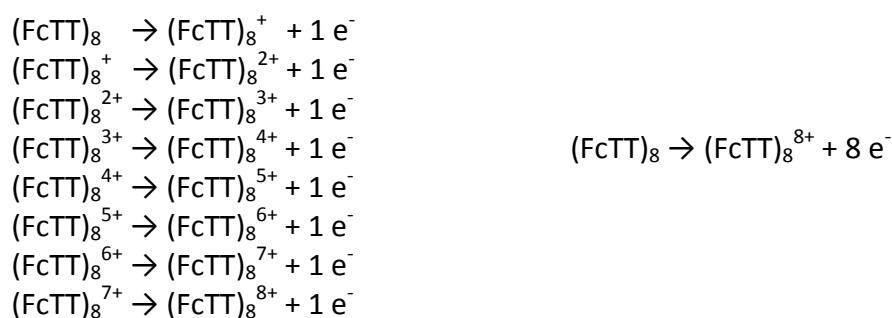 (FcTT)₈ → (FcTT)₈⁺ + 1 e⁻
(FcTT)₈⁺ → (FcTT)₈²⁺ + 1 e⁻
(FcTT)₈²⁺ → (FcTT)₈³⁺ + 1 e⁻
(FcTT)₈³⁺ → (FcTT)₈⁴⁺ + 1 e⁻
(FcTT)₈⁴⁺ → (FcTT)₈⁵⁺ + 1 e⁻
(FcTT)₈⁵⁺ → (FcTT)₈⁶⁺ + 1 e⁻
(FcTT)₈⁶⁺ → (FcTT)₈⁷⁺ + 1 e⁻
(FcTT)₈⁷⁺ → (FcTT)₈⁸⁺ + 1 e⁻
(FcTT)₈ → (FcTT)₈⁸⁺ + 8 e⁻